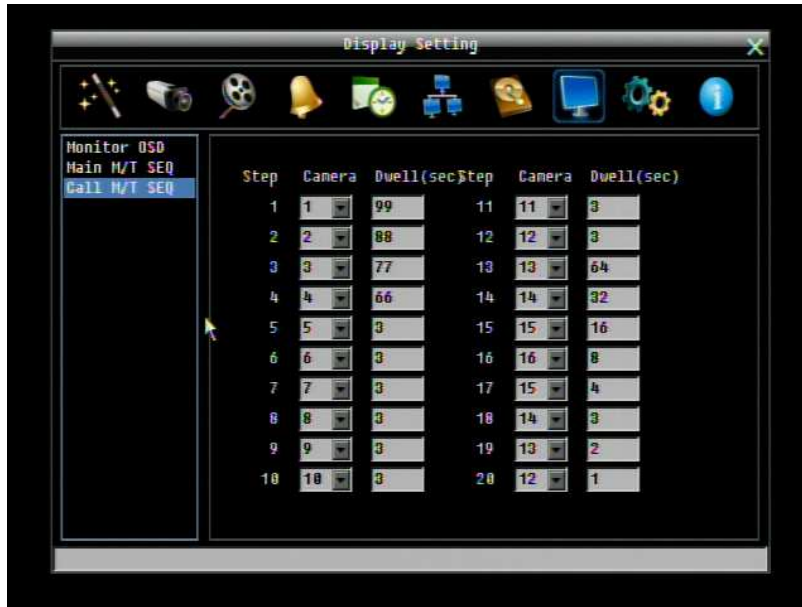 Display Setting
Monitor OSD
Main M/T SEQ
Call M/T SEQ
Step Camera Dwell(sec) Step Camera Dwell(sec)
1 1 99 11 11 3
2 2 88 12 12 3
3 3 77 13 13 64
4 4 66 14 14 32
5 5 3 15 15 16
6 6 3 16 16 8
7 7 3 17 15 4
8 8 3 18 14 3
9 9 3 19 13 2
10 10 3 20 12 1